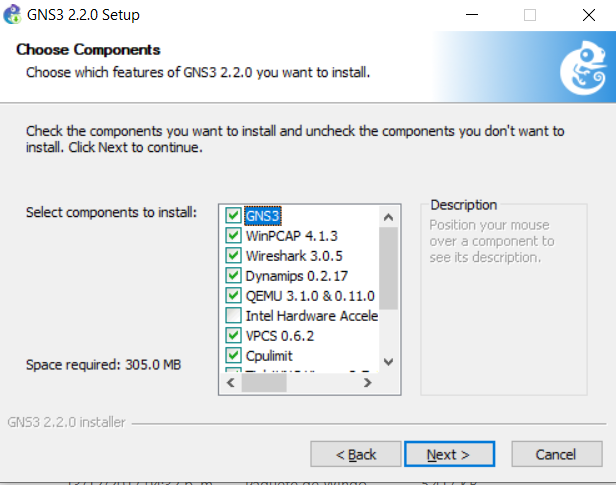 GNS3 2.2.0 Setup
Choose Components
Choose which features of GNS3 2.2.0 you want to install.
Check the components you want to install and uncheck the components you don't want to
install. Click Next to continue.
Select components to install:
GNS3
WinPCAP 4.1.3
Wireshark 3.0.5
Dynamips 0.2.17
QEMU 3.1.0 & 0.11.0
Intel Hardware Accele
VPCS 0.6.2
Cpulimit
Description
Position your mouse
over a component to
see its description.
Space required: 305.0 MB
GNS3 2.2.0 installer
< Back
Next >
Cancel